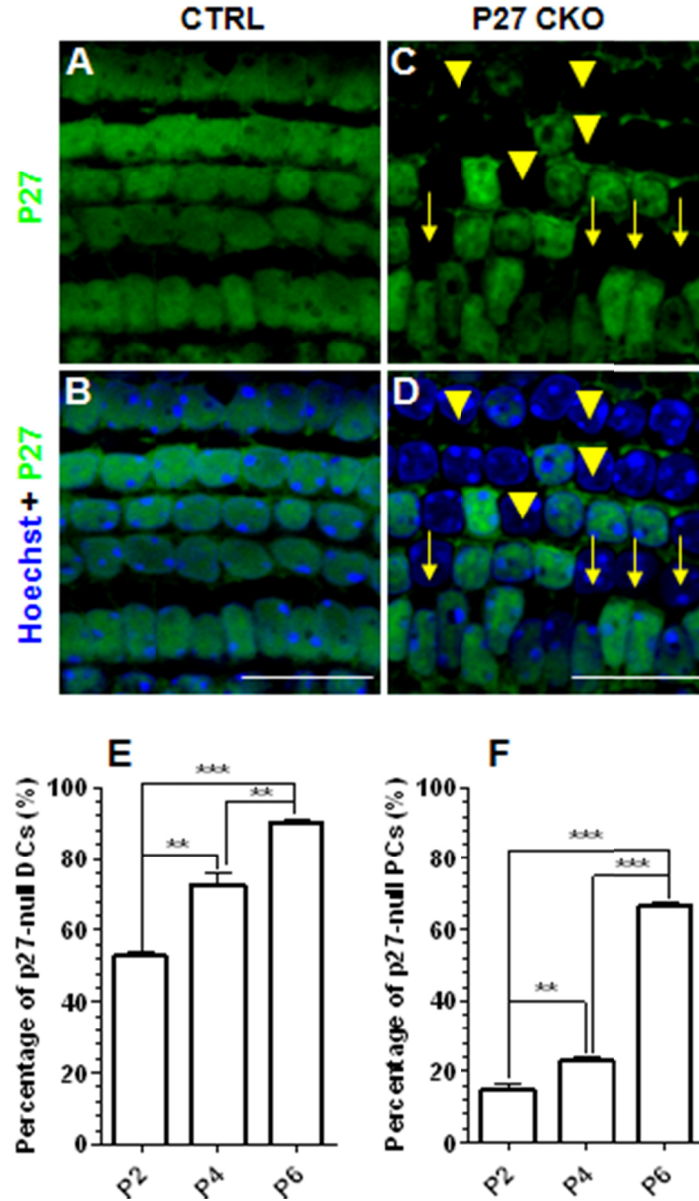 CTRL
P27 CKO
P27
A
C
Hoechst + P27
B
D
E
Percentage of p27-null DCs (%)
100
80
60
40
20
0
***
**
**
P2
P4
P6
F
Percentage of p27-null PCs (%)
100
80
60
40
20
0
***
***
**
P2
P4
P6